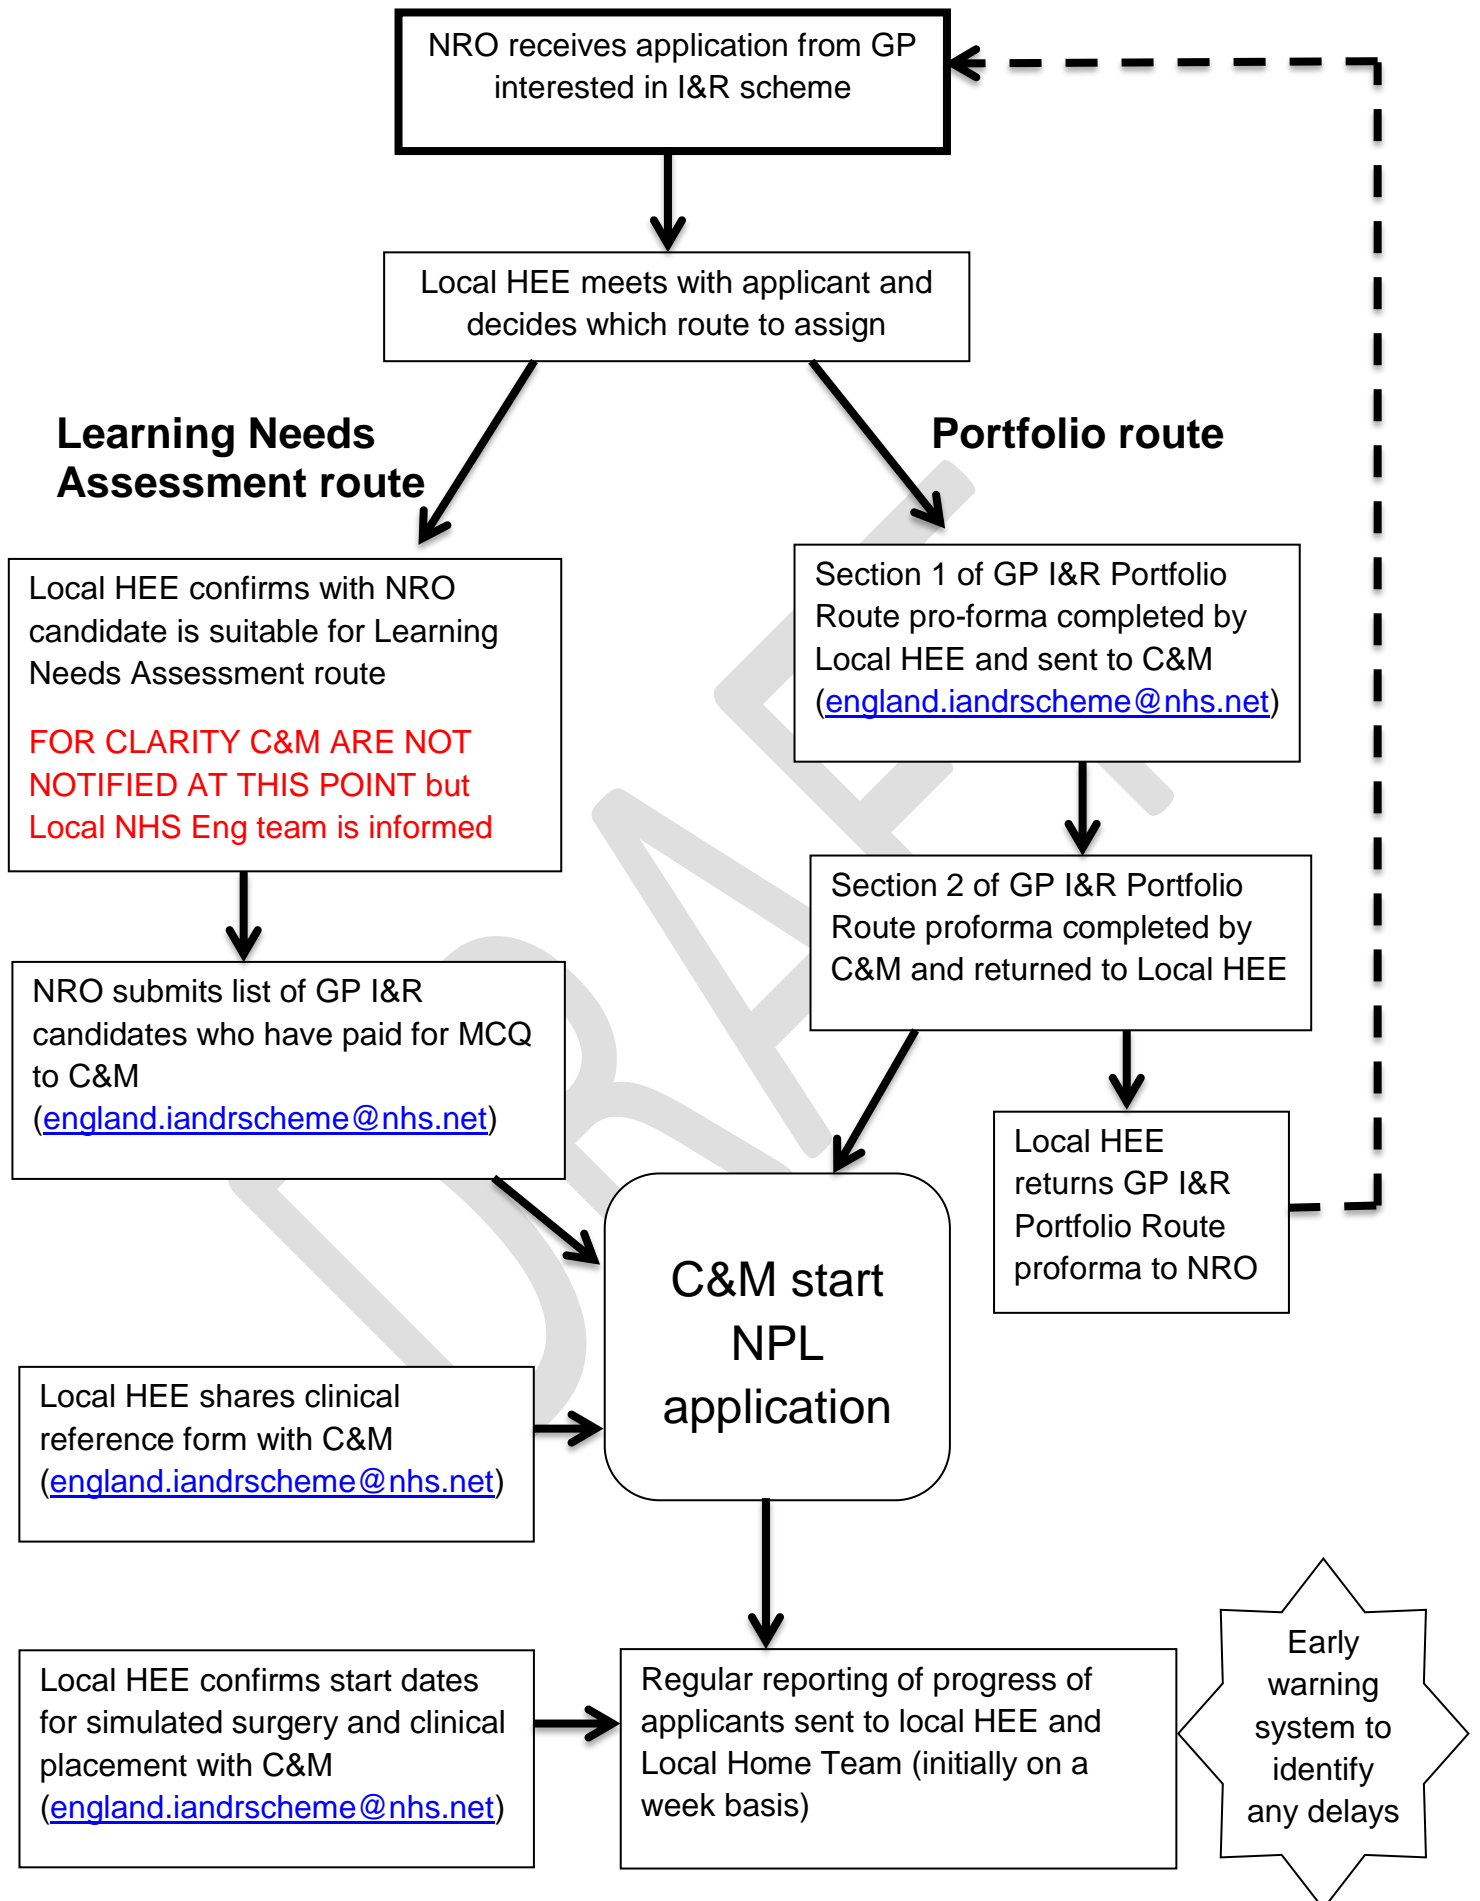 NRO receives application from GP
interested in I&R scheme
Local HEE meets with applicant and
decides which route to assign
Learning Needs
Assessment route
Portfolio route
Local HEE confirms with NRO
candidate is suitable for Learning
Needs Assessment route
FOR CLARITY C&M ARE NOT
NOTIFIED AT THIS POINT but
Local NHS Eng team is informed
Section 1 of GP I&R Portfolio
Route pro-forma completed by
Local HEE and sent to C&M
(england.iandrscheme@nhs.net)
Section 2 of GP I&R Portfolio
Route proforma completed by
C&M and returned to Local HEE
NRO submits list of GP I&R
candidates who have paid for MCQ
to C&M
(england.iandrscheme@nhs.net)
Local HEE
returns GP I&R
Portfolio Route
proforma to NRO
C&M start
NPL
application
Local HEE shares clinical
reference form with C&M
(england.iandrscheme@nhs.net)
Local HEE confirms start dates
for simulated surgery and clinical
placement with C&M
(england.iandrscheme@nhs.net)
Regular reporting of progress of
applicants sent to local HEE and
Local Home Team (initially on a
week basis)
Early
warning
system to
identify
any delays
DRAFT